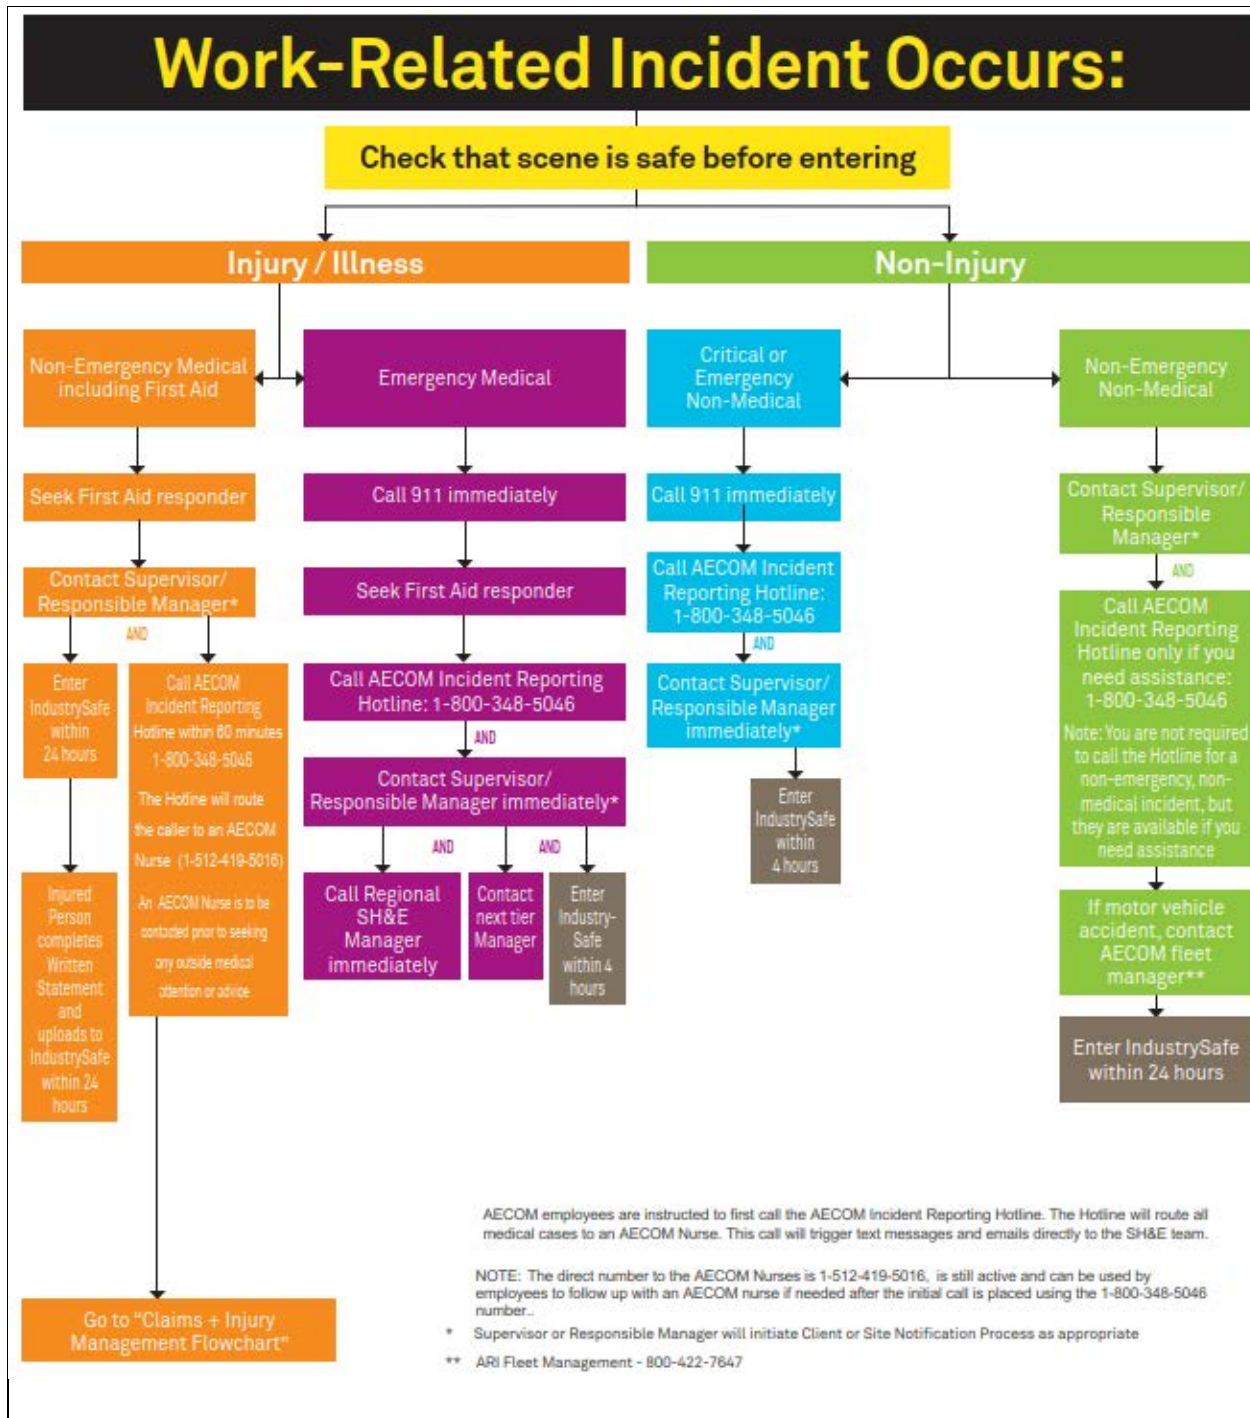 Work-Related Incident Occurs:
Check that scene is safe before entering
Injury / Illness
Non-Injury
Non-Emergency Medical
including First Aid
Seek First Aid responder
Contact Supervisor/
Responsible Manager*
AND
Enter
IndustrySafe
within
24 hours
Injured
Person
completes
Written
Statement
and
uploads to
IndustrySafe
within 24
hours
Call AECOM
Incident Reporting
Hotline within 60 minutes
1-800-348-5046
The Hotline will route
the caller to an AECOM
Nurse (1-512-419-5016)
An AECOM Nurse is to be
contacted prior to seeking
any outside medical
attention or advice
Go to "Claims + Injury
Management Flowchart"
Emergency Medical
Call 911 immediately
Seek First Aid responder
Call AECOM Incident Reporting
Hotline: 1-800-348-5046
AND
Contact Supervisor/
Responsible Manager immediately*
AND
AND
Call Regional
SH&E
Manager
immediately
Contact
next tier
Manager
Enter
Industry-
Safe
within 4
hours
Critical or
Emergency
Non-Medical
Call 911 immediately
Call AECOM Incident
Reporting Hotline:
1-800-348-5046
AND
Contact Supervisor/
Responsible Manager
immediately*
Enter
IndustrySafe
within
4 hours
Non-Emergency
Non-Medical
Contact Supervisor/
Responsible
Manager*
AND
Call AECOM
Incident Reporting
Hotline only if you
need assistance:
1-800-348-5046
Note: You are not required
to call the Hotline for a
non-emergency, non-
medical incident, but
they are available if you
need assistance
If motor vehicle
accident, contact
AECOM fleet
manager**
Enter IndustrySafe
within 24 hours
AECOM employees are instructed to first call the AECOM Incident Reporting Hotline. The Hotline will route all
medical cases to an AECOM Nurse. This call will trigger text messages and emails directly to the SH&E team.
NOTE: The direct number to the AECOM Nurses is 1-512-419-5016, is still active and can be used by
employees to follow up with an AECOM nurse if needed after the initial call is placed using the 1-800-348-5046
number..
* Supervisor or Responsible Manager will initiate Client or Site Notification Process as appropriate
** ARI Fleet Management - 800-422-7647